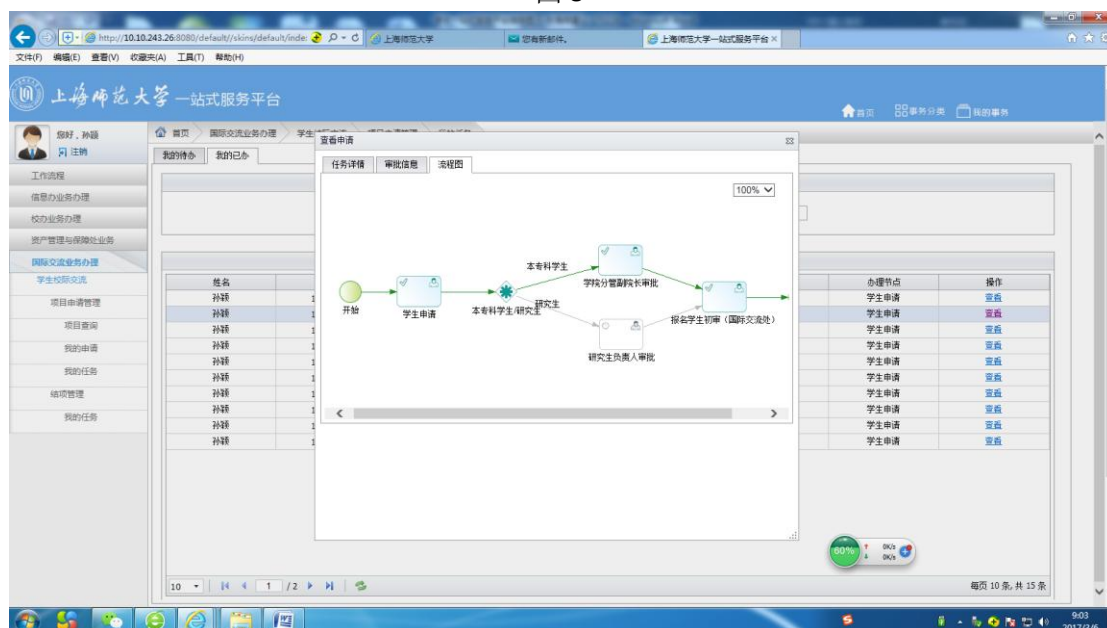 http://10.10.243.26:8080/default//skins/default/inde
上海师范大学
您有新邮件。
上海师范大学一站式服务平台
文件(F) 编辑(E) 查看(V) 收藏夹(A) 工具(T) 帮助(H)
上海师范大学 一站式服务平台
首页 事务分类 我的事务
您好,孙颖
注销
首页 国际交流业务办理
我的待办 我的已办
工作流程
信息办业务办理
校办业务办理
资产管理与保障处业务
国际交流业务办理
学生校际交流
项目申请管理
项目查询
我的申请
我的任务
结项管理
我的任务
查看申请
任务详情 审批信息 流程图
100%
开始
学生申请
本专科学生/研究生
本专科学生
研究生
学院分管副院长审批
研究生负责人审批
报名学生初审(国际交流处)
姓名 办理节点 操作
孙颖 1 学生申请 查看
孙颖 1 学生申请 查看
孙颖 1 学生申请 查看
孙颖 1 学生申请 查看
孙颖 1 学生申请 查看
孙颖 1 学生申请 查看
孙颖 1 学生申请 查看
孙颖 1 学生申请 查看
孙颖 1 学生申请 查看
孙颖 1 学生申请 查看
60% 0K/s
0K/s
10 1 /2 每页 10 条,共 15 条
9:03
2017/3/6